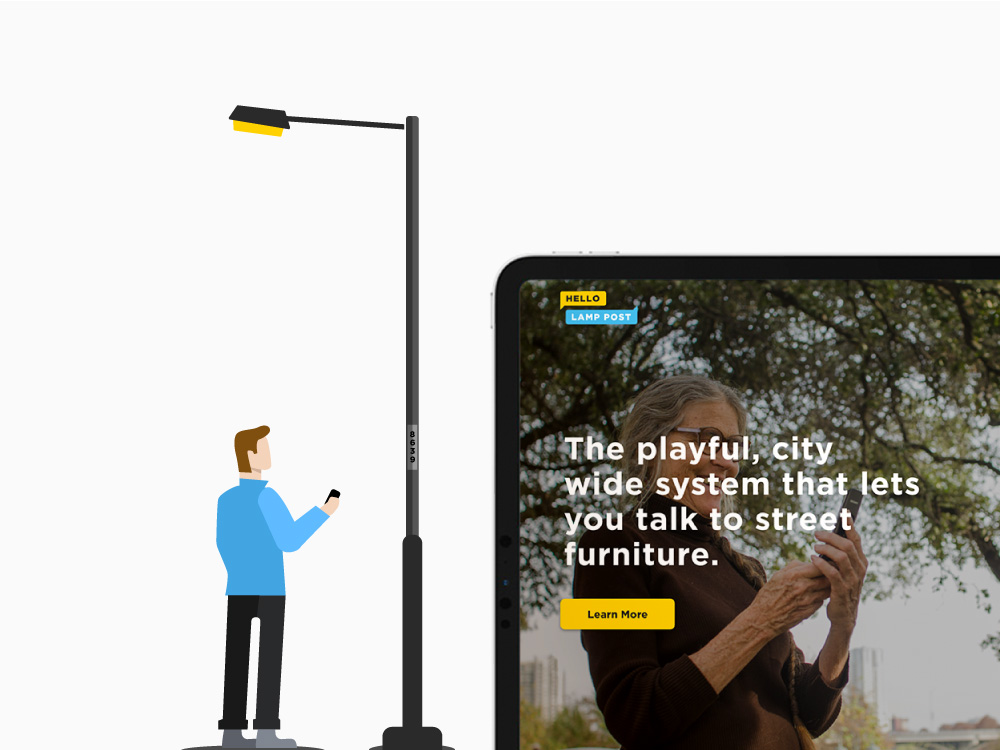 8639
HELLO
LAMP POST
The playful, city
wide system that lets
you talk to street
furniture.
Learn More